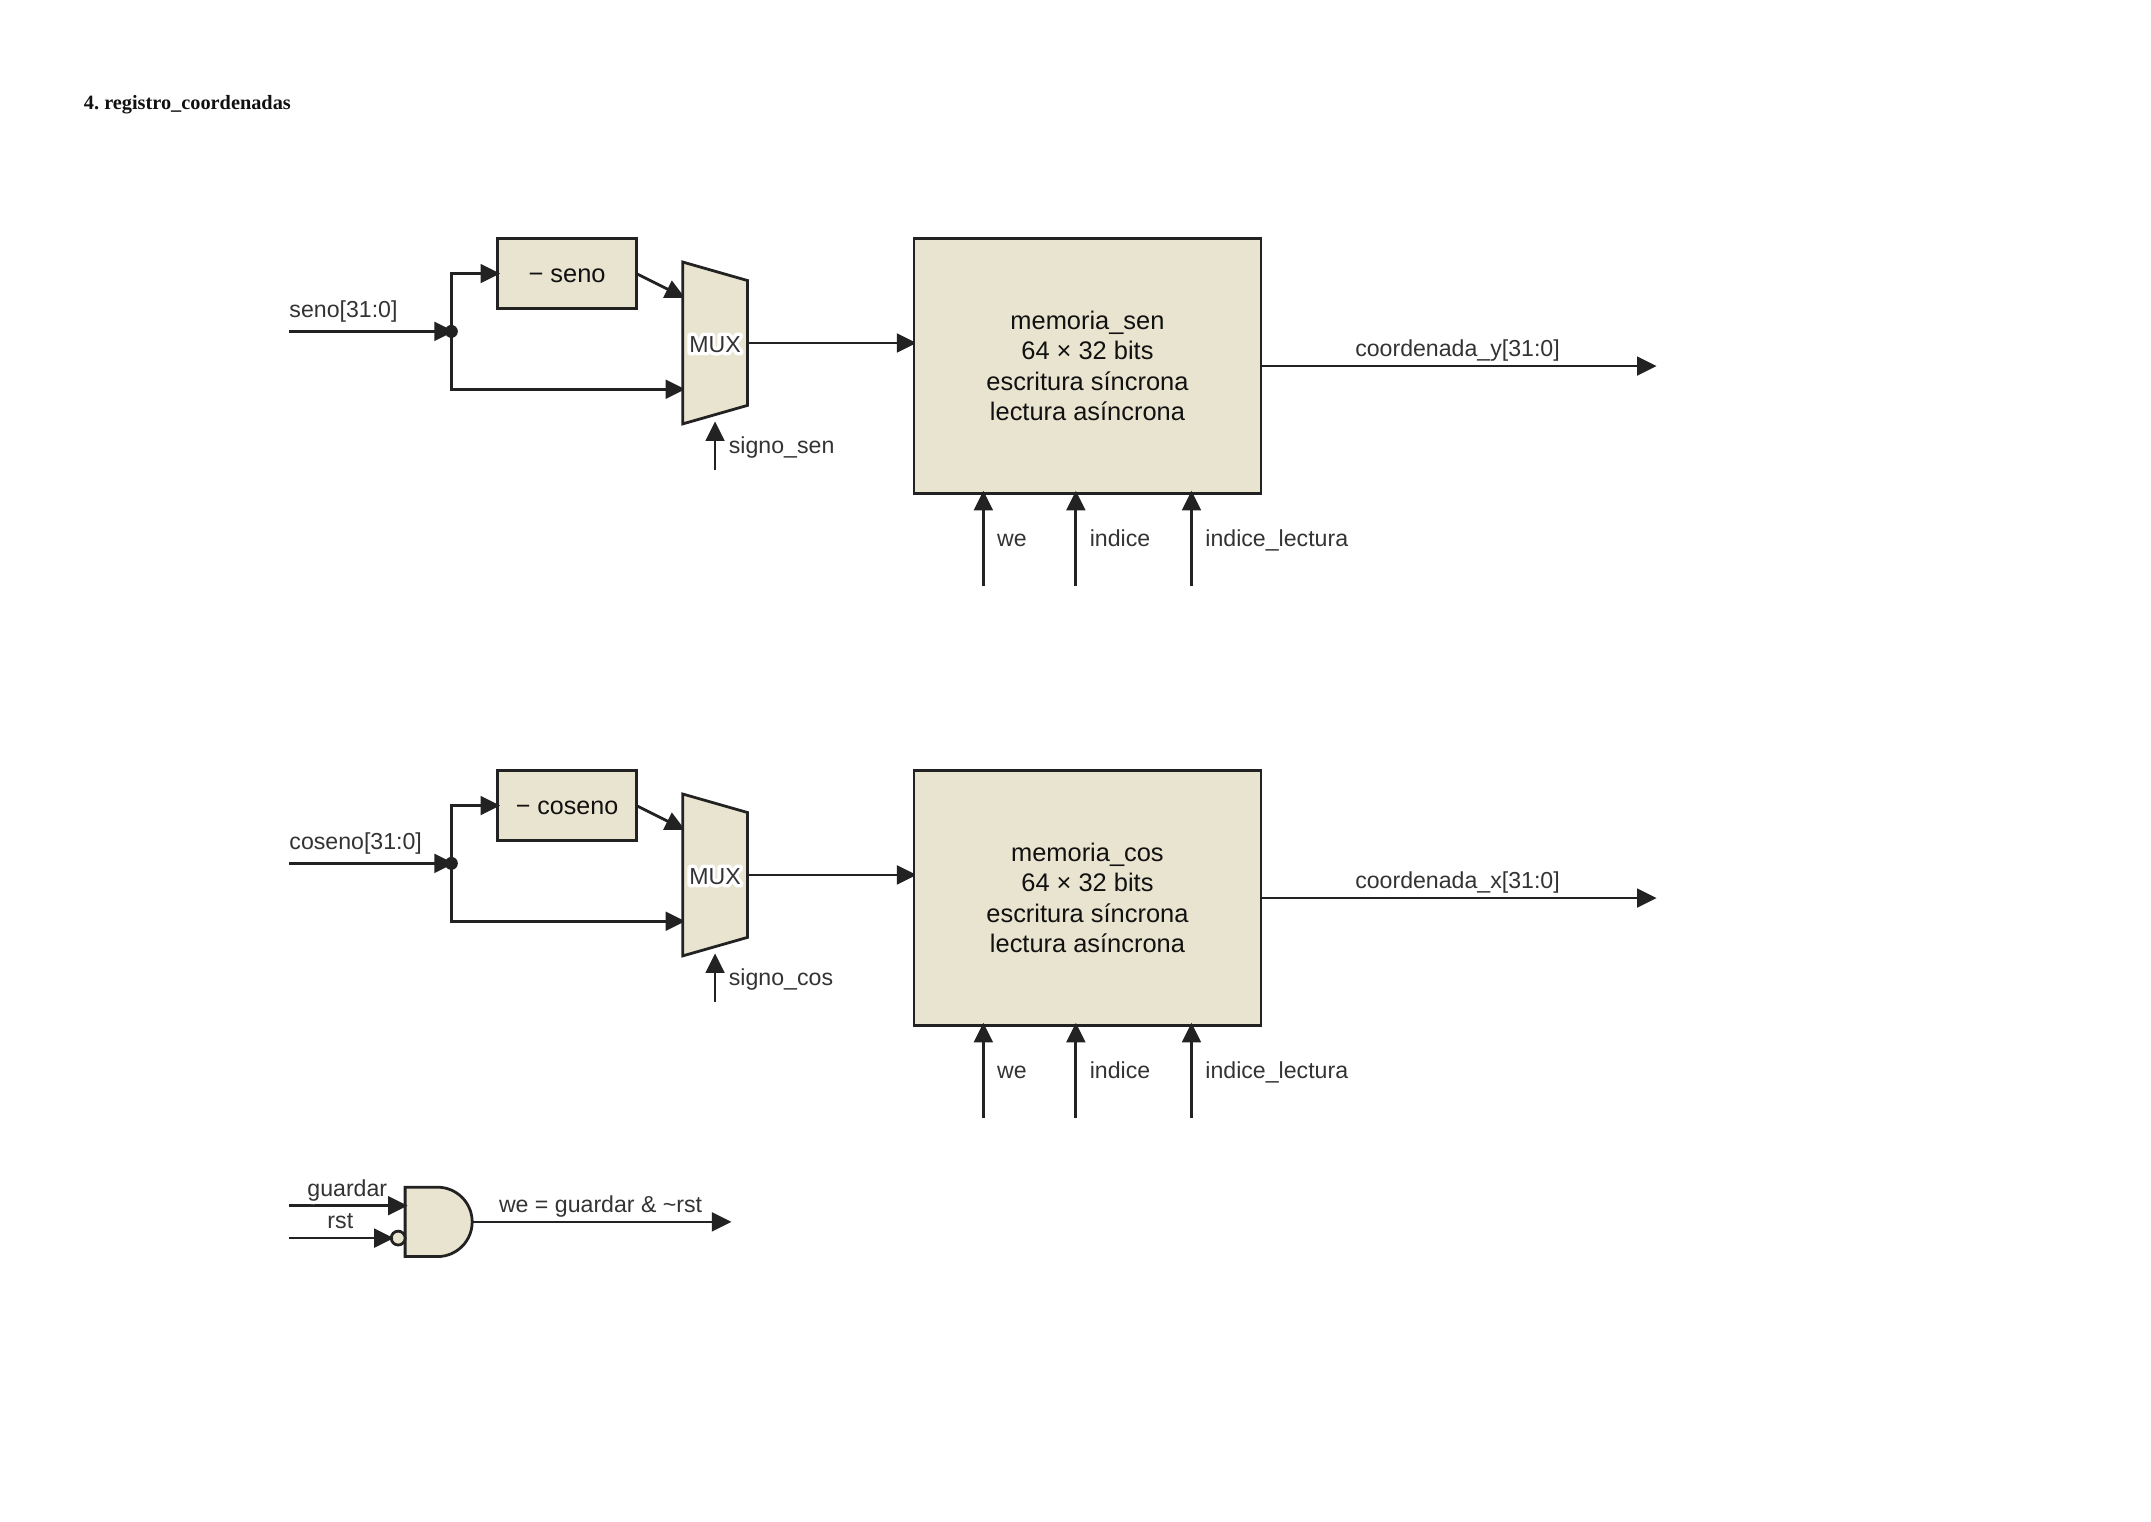 4. registro_coordenadas
− seno
seno[31:0]
MUX
signo_sen
memoria_sen
64 × 32 bits
escritura síncrona
lectura asíncrona
coordenada_y[31:0]
we
indice
indice_lectura
− coseno
coseno[31:0]
MUX
signo_cos
memoria_cos
64 × 32 bits
escritura síncrona
lectura asíncrona
coordenada_x[31:0]
we
indice
indice_lectura
guardar
rst
we = guardar & ~rst